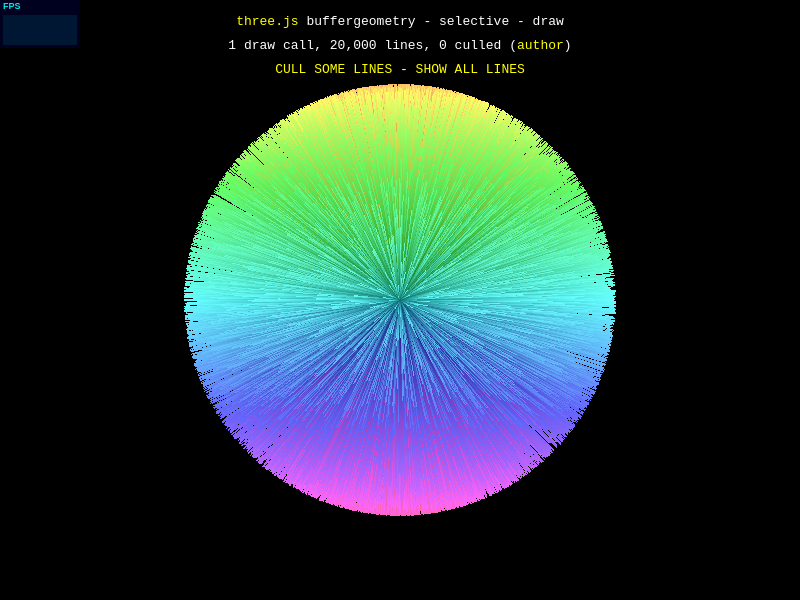 FPS
three.js buffergeometry - selective - draw
1 draw call, 20,000 lines, 0 culled (author)
CULL SOME LINES - SHOW ALL LINES